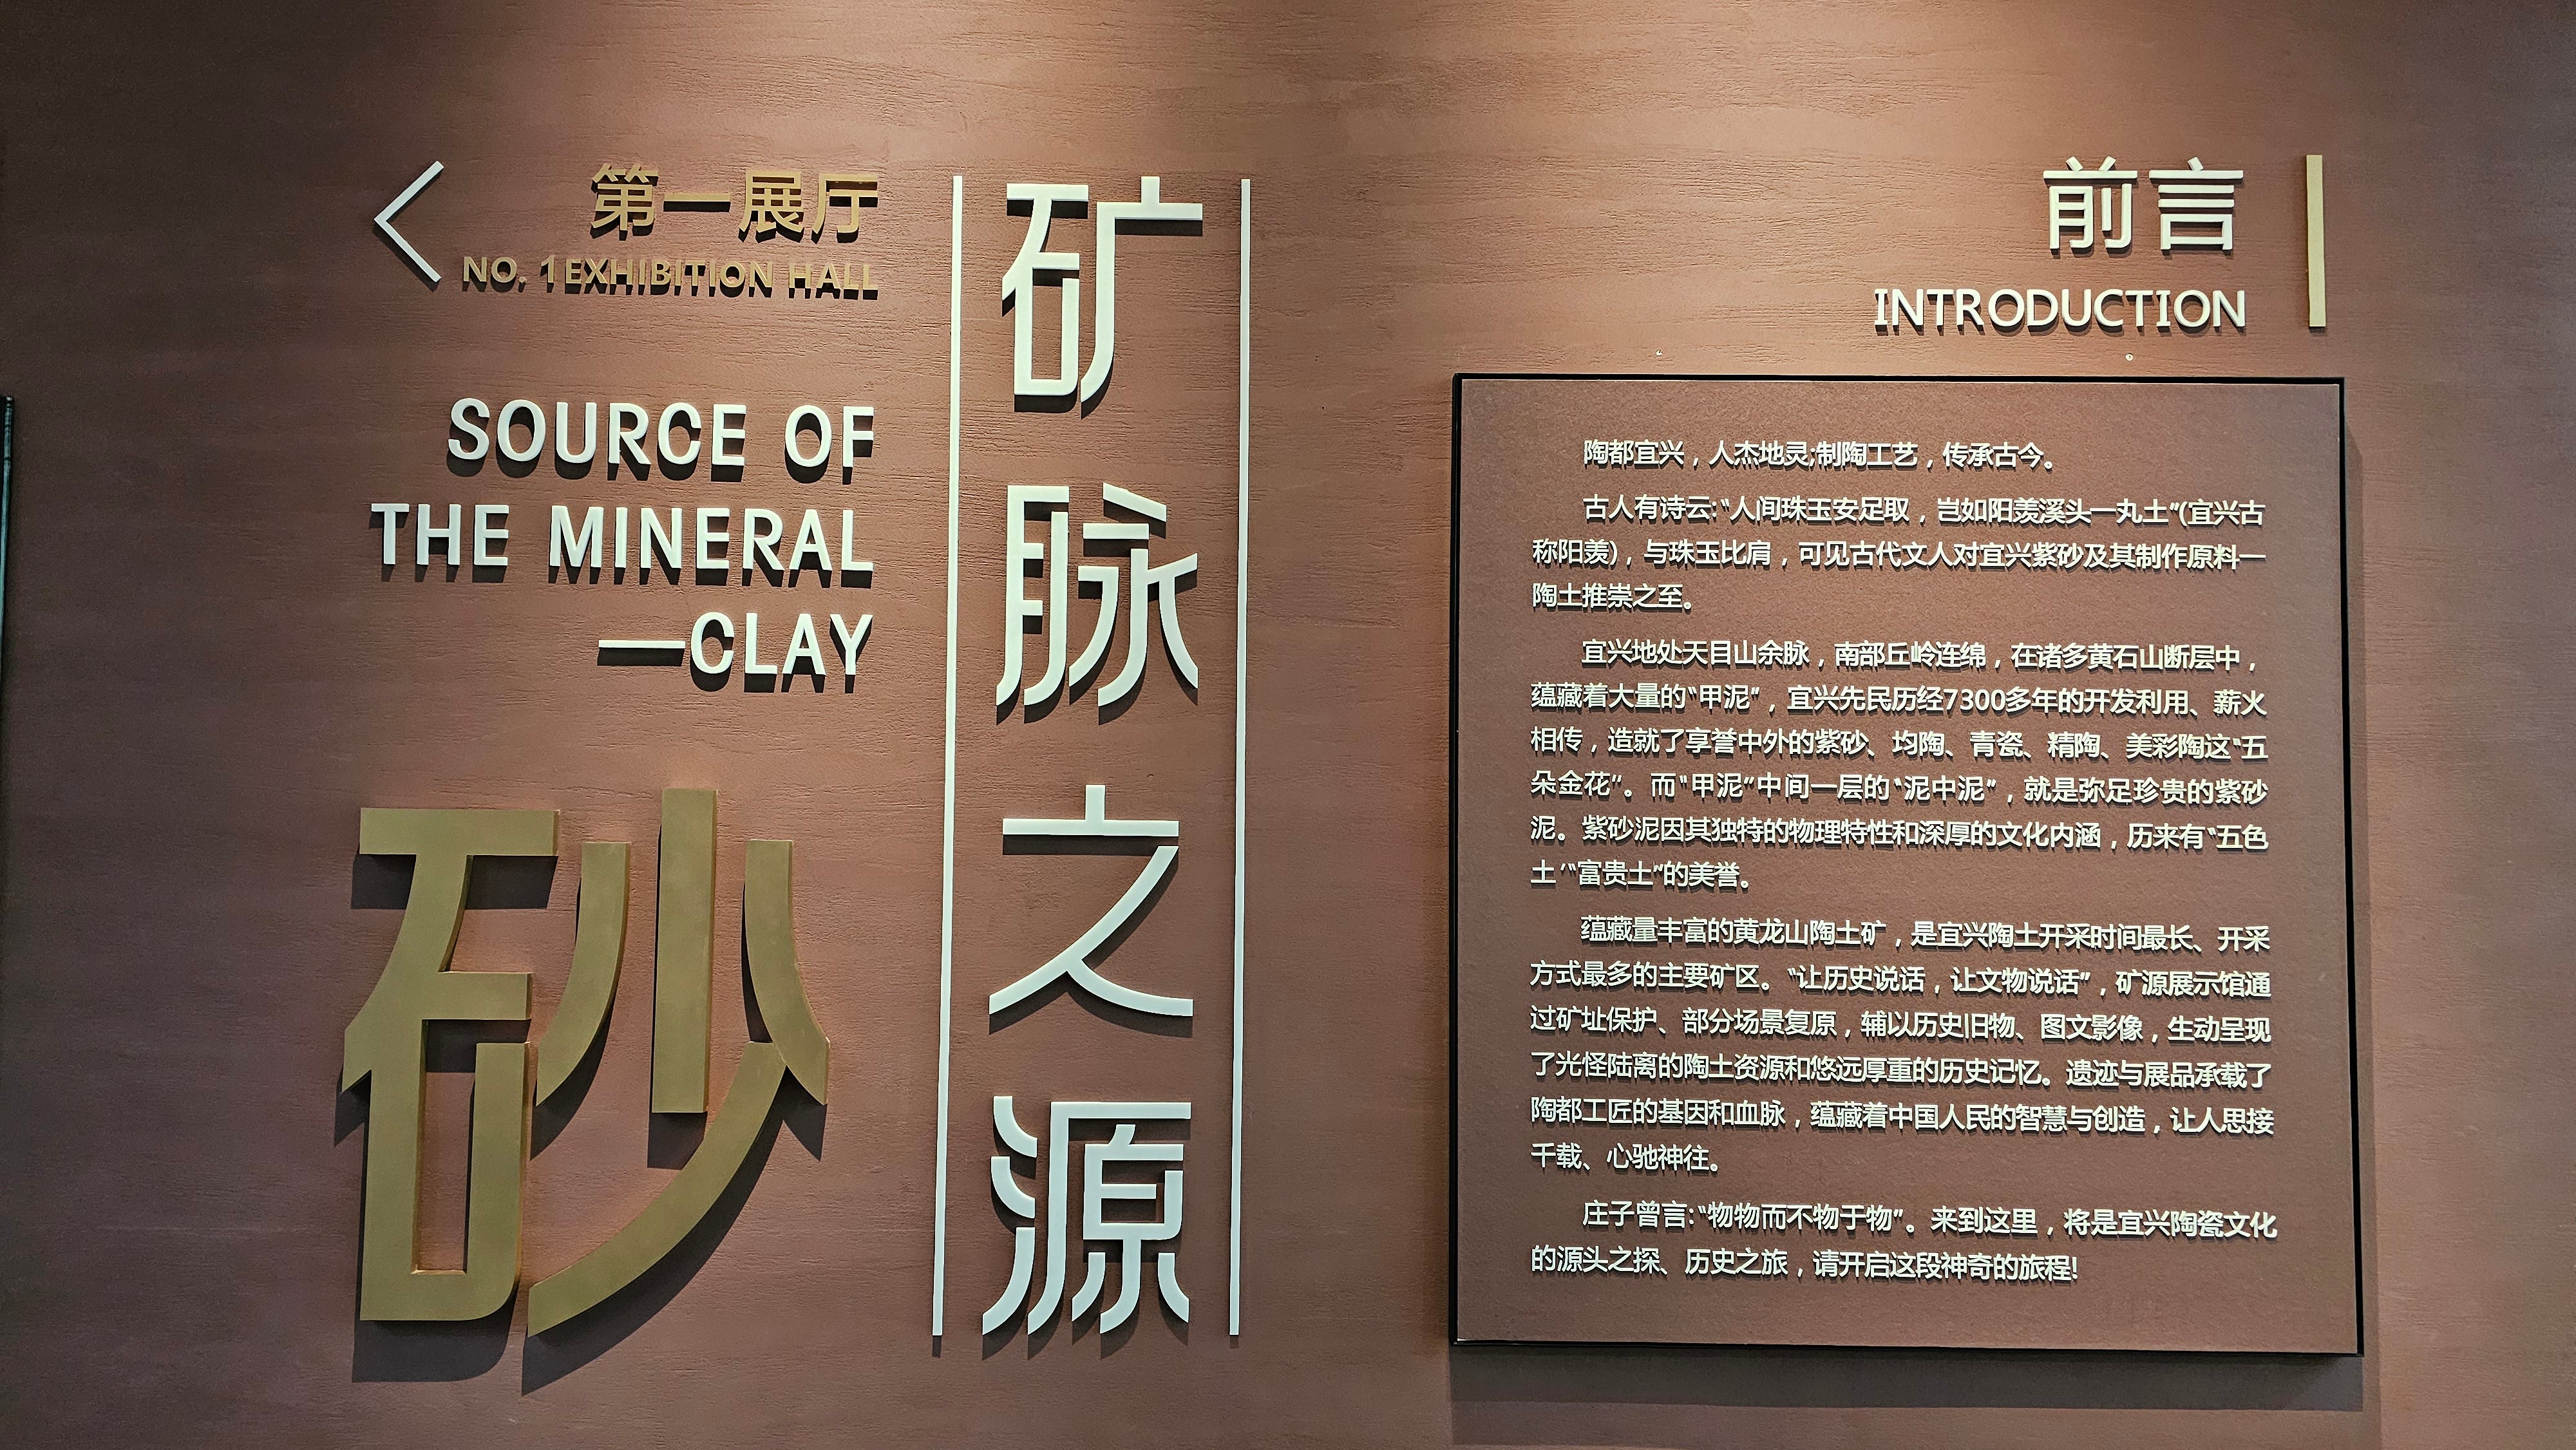 第一展厅
NO. 1 EXHIBITION HALL
SOURCE OF
THE MINERAL
—CLAY
砂
矿脉之源
前言
INTRODUCTION
陶都宜兴，人杰地灵;制陶工艺，传承古今。
古人有诗云:“人间珠玉安足取，岂如阳羡溪头一丸土”(宜兴古
称阳羡)，与珠玉比肩，可见古代文人对宜兴紫砂及其制作原料—
陶土推崇之至。
宜兴地处天目山余脉，南部丘岭连绵，在诸多黄石山断层中，
蕴藏着大量的“甲泥”，宜兴先民历经7300多年的开发利用、薪火
相传，造就了享誉中外的紫砂、均陶、青瓷、精陶、美彩陶这“五
朵金花”。而“甲泥”中间一层的“泥中泥”，就是弥足珍贵的紫砂
泥。紫砂泥因其独特的物理特性和深厚的文化内涵，历来有“五色
土‘“富贵土”的美誉。
蕴藏量丰富的黄龙山陶土矿，是宜兴陶土开采时间最长、开采
方式最多的主要矿区。“让历史说话，让文物说话”，矿源展示馆通
过矿址保护、部分场景复原，辅以历史旧物、图文影像，生动呈现
了光怪陆离的陶土资源和悠远厚重的历史记忆。遗迹与展品承载了
陶都工匠的基因和血脉，蕴藏着中国人民的智慧与创造，让人思接
千载、心驰神往。
庄子曾言:“物物而不物于物”。来到这里，将是宜兴陶瓷文化
的源头之探、历史之旅，请开启这段神奇的旅程!